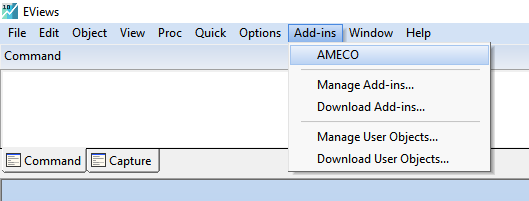 10 EViews
File Edit Object View Proc Quick Options Add-ins Window Help
Command
AMECO
Manage Add-ins...
Download Add-ins...
Manage User Objects...
Download User Objects...
Command Capture